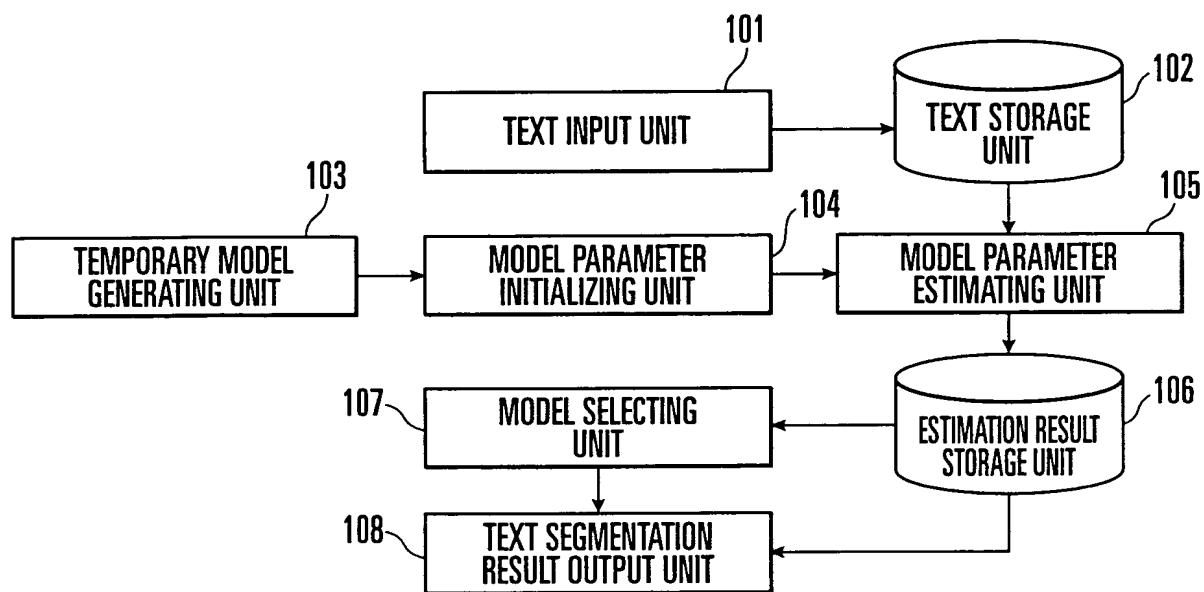 101
102
TEXT INPUT UNIT
TEXT STORAGE
UNIT
103
104
105
TEMPORARY MODEL
GENERATING UNIT
MODEL PARAMETER
INITIALIZING UNIT
MODEL PARAMETER
ESTIMATING UNIT
107
MODEL SELECTING
UNIT
106
ESTIMATION RESULT
STORAGE UNIT
108
TEXT SEGMENTATION
RESULT OUTPUT UNIT